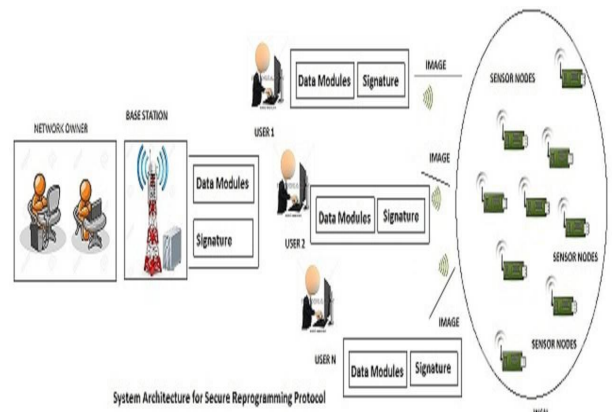 NETWORK OWNER
BASE STATION
Data Modules
Signature
USER 1
Data Modules
Signature
IMAGE
USER 2
Data Modules
Signature
IMAGE
USER N
Data Modules
Signature
IMAGE
SENSOR NODES
SENSOR NODES
SENSOR NODES
System Architecture for Secure Reprogramming Protocol